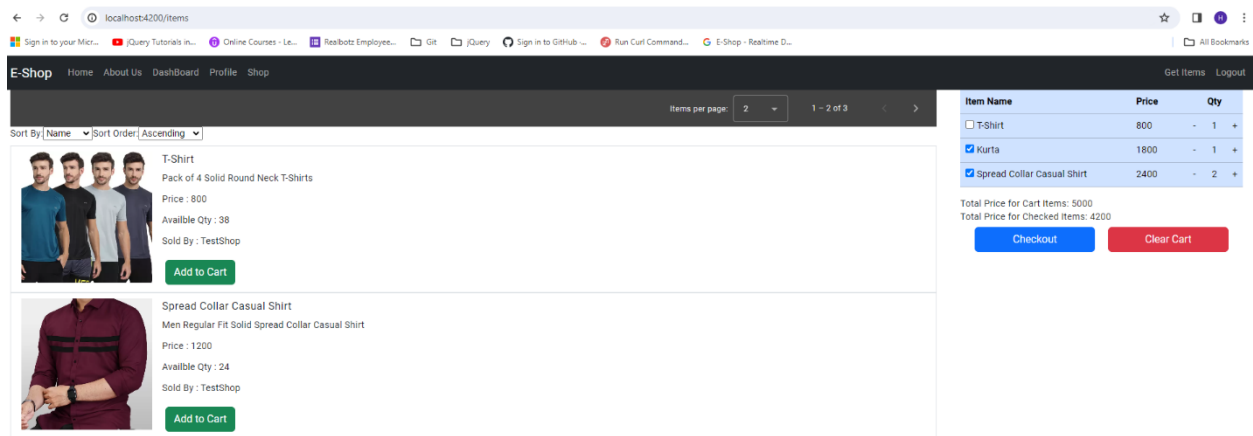 localhost:4200/items
H
Sign in to your Micr... jQuery Tutorials in... Online Courses - Le... Realbotz Employee... Git jQuery Sign in to GitHub -... Run Curl Command... E-Shop - Realtime D... All Bookmarks
E-Shop Home About Us DashBoard Profile Shop Get Items Logout
Items per page: 2 1 – 2 of 3
Sort By: Name Sort Order: Ascending
T-Shirt
Pack of 4 Solid Round Neck T-Shirts
Price : 800
Availble Qty : 38
Sold By : TestShop
Add to Cart
Spread Collar Casual Shirt
Men Regular Fit Solid Spread Collar Casual Shirt
Price : 1200
Availble Qty : 24
Sold By : TestShop
Add to Cart
Item Name Price Qty
T-Shirt 800 - 1 +
Kurta 1800 - 1 +
Spread Collar Casual Shirt 2400 - 2 +
Total Price for Cart Items: 5000
Total Price for Checked Items: 4200
Checkout Clear Cart